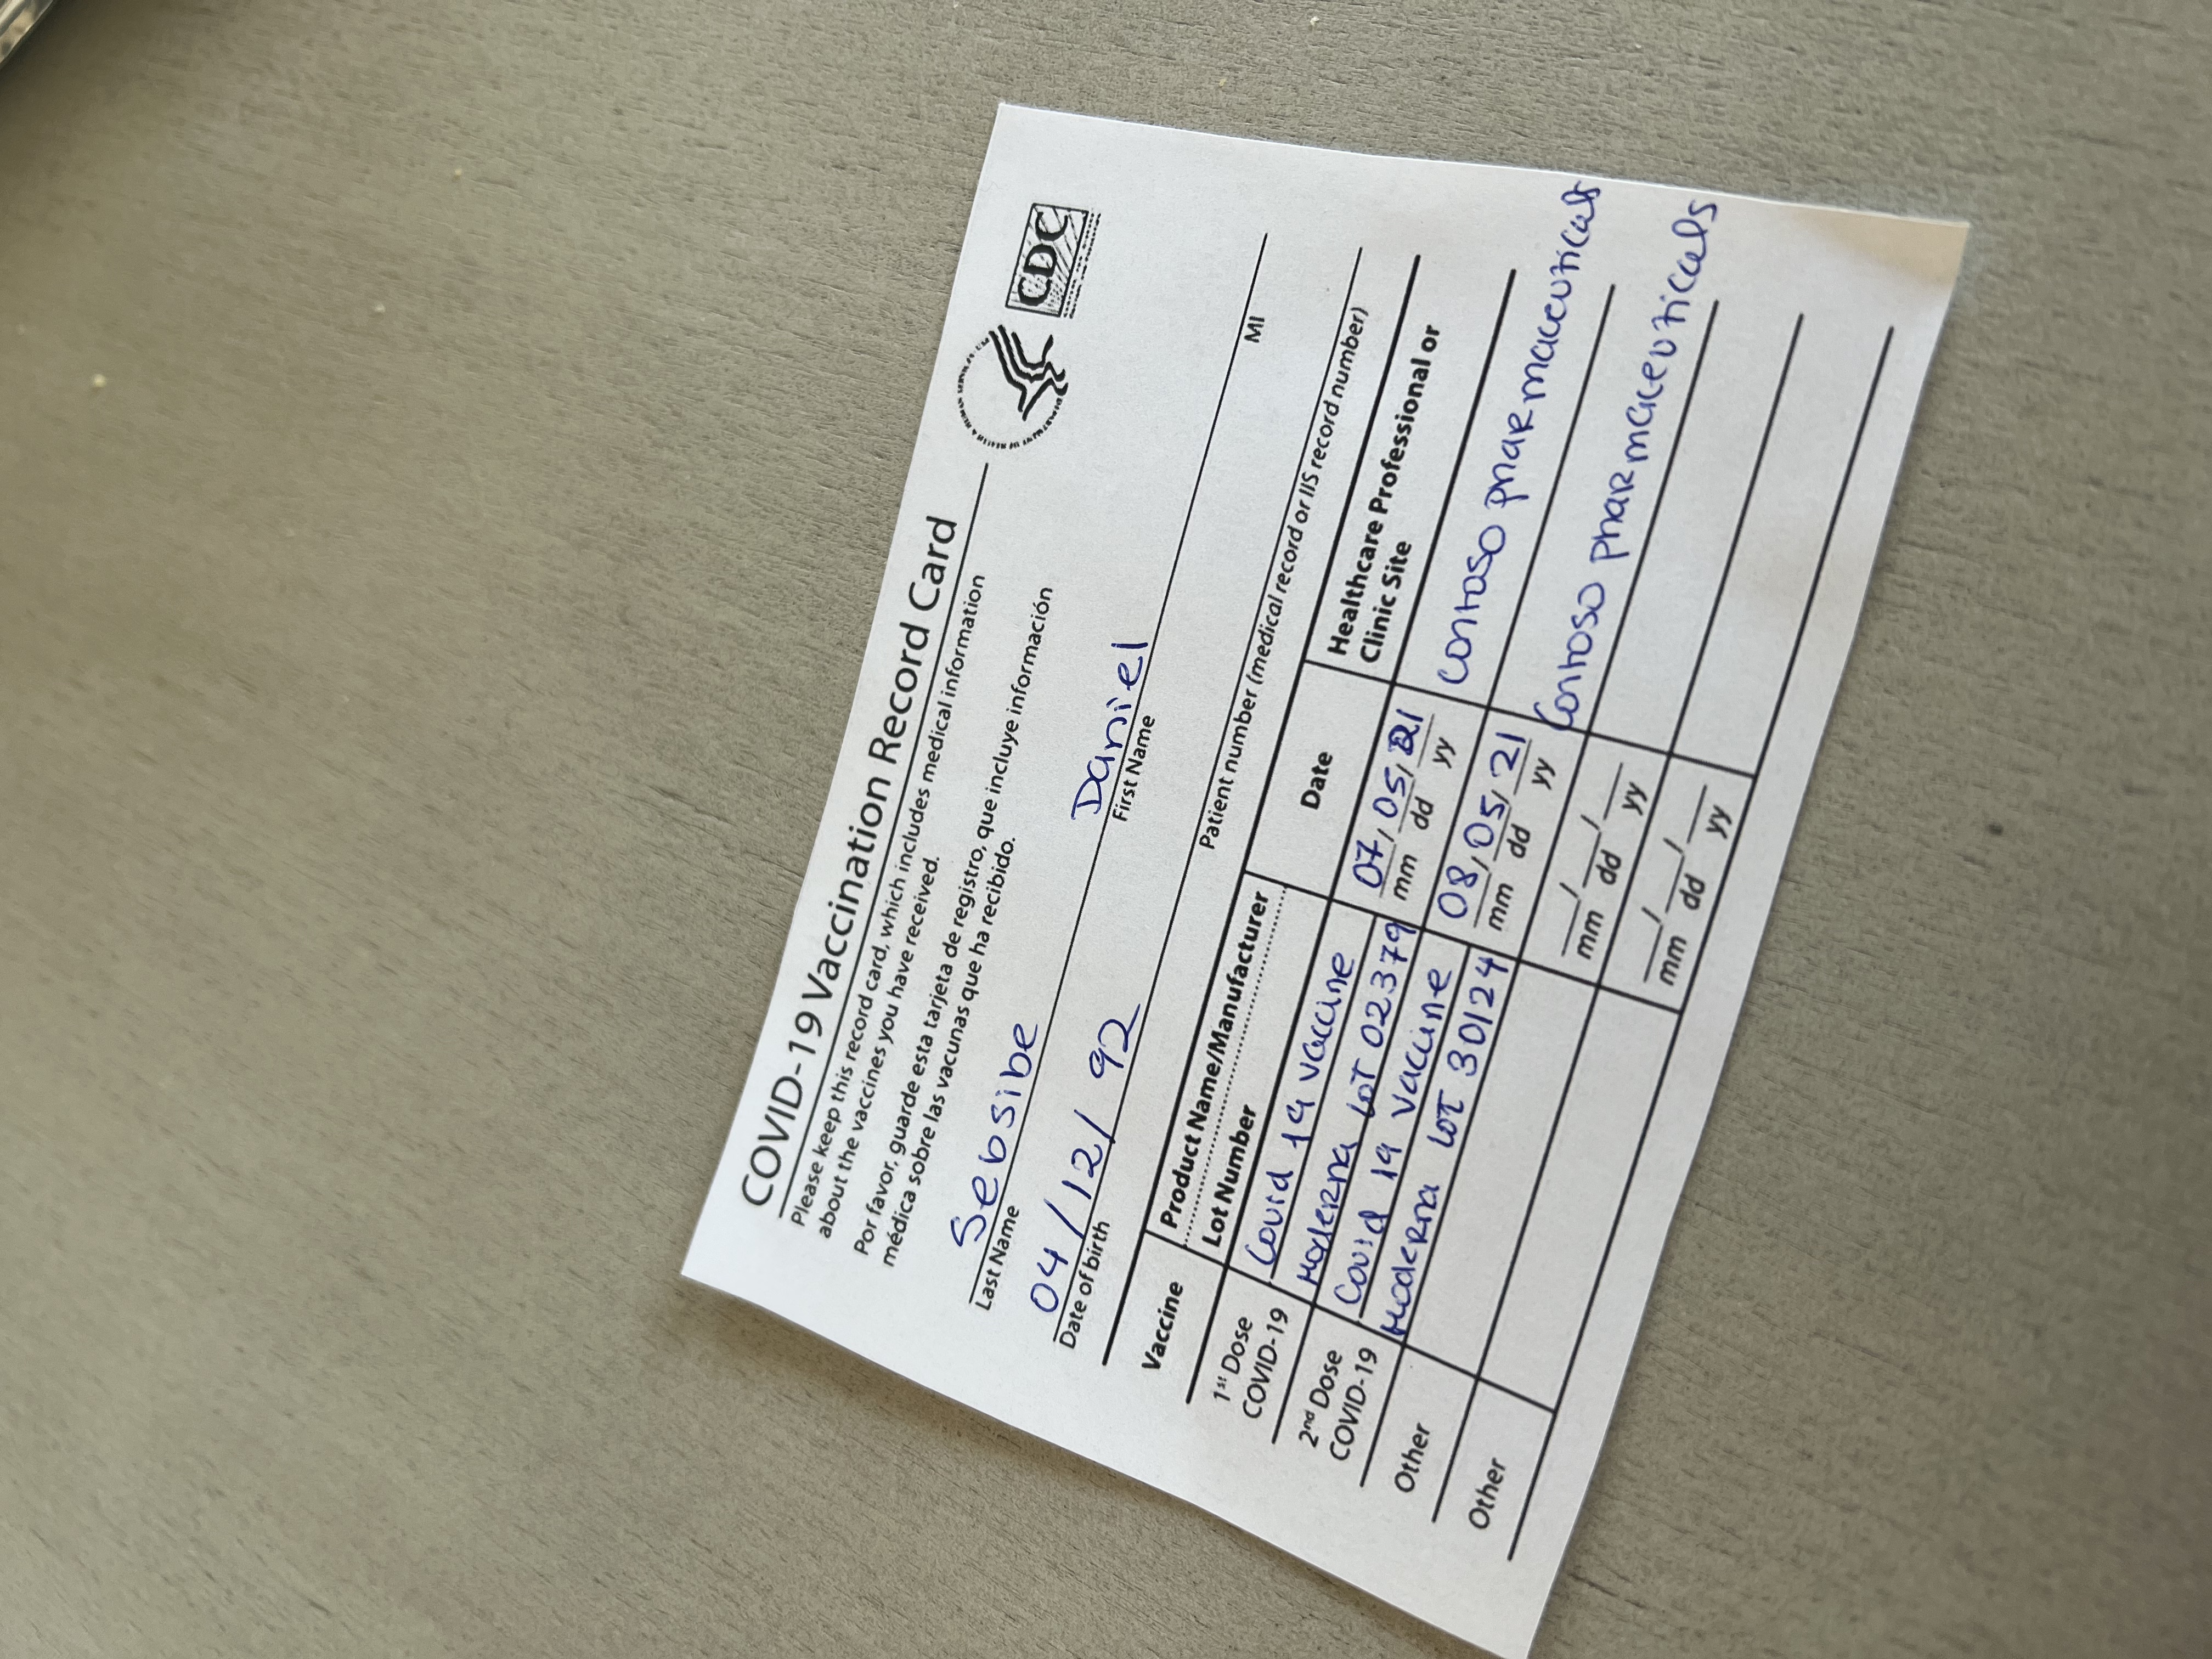 COVID-19 Vaccination Record Card
Please keep this record card, which includes medical information
about the vaccines you have received.
Por favor, guarde esta tarjeta de registro, que incluye información
médica sobre las vacunas que ha recibido.
DEPARTMENT OF HEALTH & HUMAN SERVICES · USA
CDC
Sebsibe Daniel
Last Name First Name MI
04/12/92
Date of birth Patient number (medical record or IIS record number)
Vaccine Product Name/Manufacturer Date Healthcare Professional or
Lot Number Clinic Site
1st Dose Covid 19 vaccine 07/05/21 Contoso pharmaceuticals
COVID-19 Moderna LOT 02379 mm dd yy
2nd Dose Covid 19 vaccine 08/05/21 Contoso pharmaceuticals
COVID-19 Moderna LOT 30124 mm dd yy
Other / /
mm dd yy
Other / /
mm dd yy